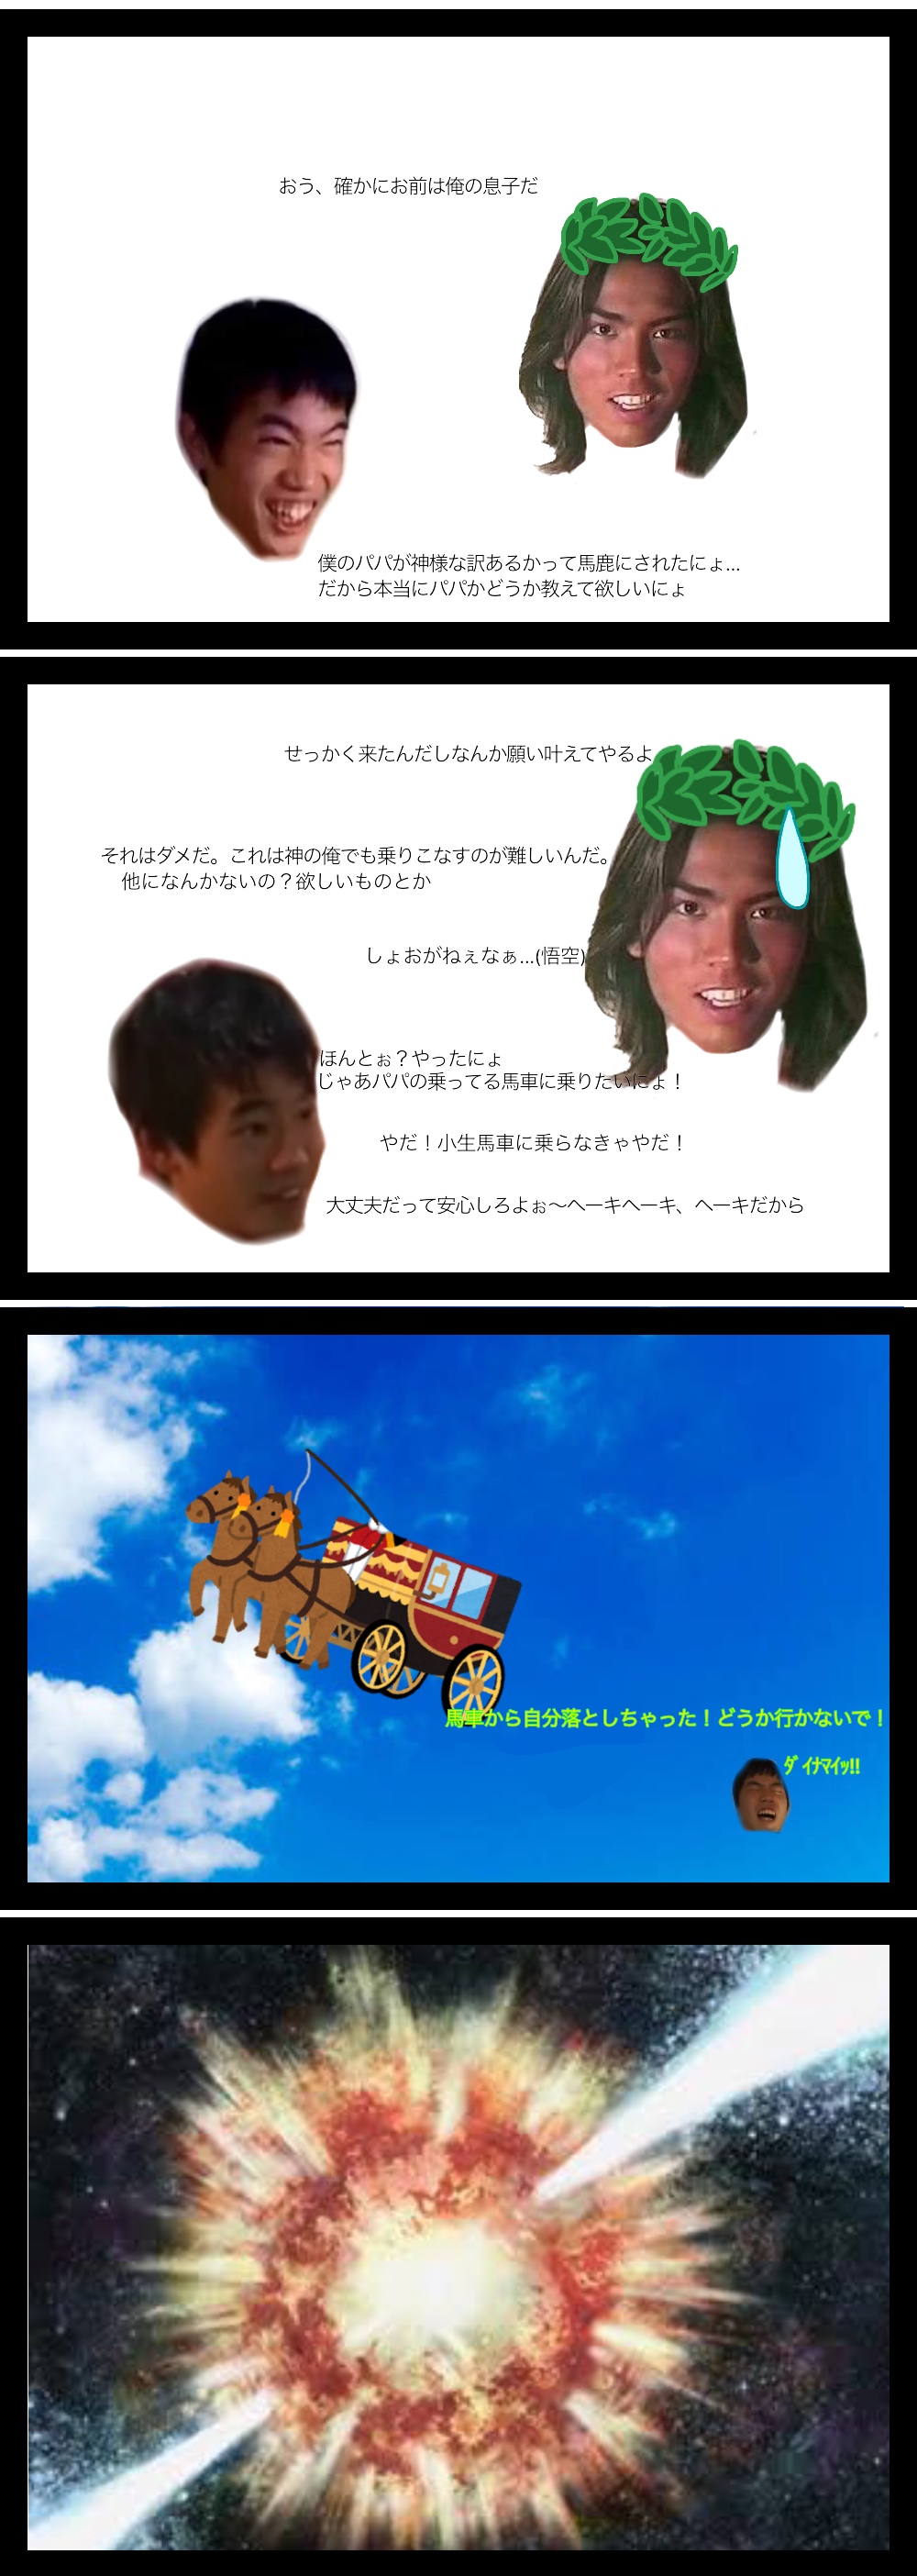 おう、確かにお前は俺の息子だ
僕のパパが神様な訳あるかって馬鹿にされたにょ...
だから本当にパパかどうか教えて欲しいにょ
せっかく来たんだしなんか願い叶えてやるよ
それはダメだ。これは神の俺でも乗りこなすのが難しいんだ。
他になんかないの？欲しいものとか
しょおがねぇなぁ...(悟空)
ほんとぉ？やったにょ
じゃあパパの乗ってる馬車に乗りたいにょ！
やだ！小生馬車に乗らなきゃやだ！
大丈夫だって安心しろよぉ〜ヘーキヘーキ、ヘーキだから
馬車から自分落としちゃった！どうか行かないで！
ﾀﾞｲﾅﾏｲｯ!!